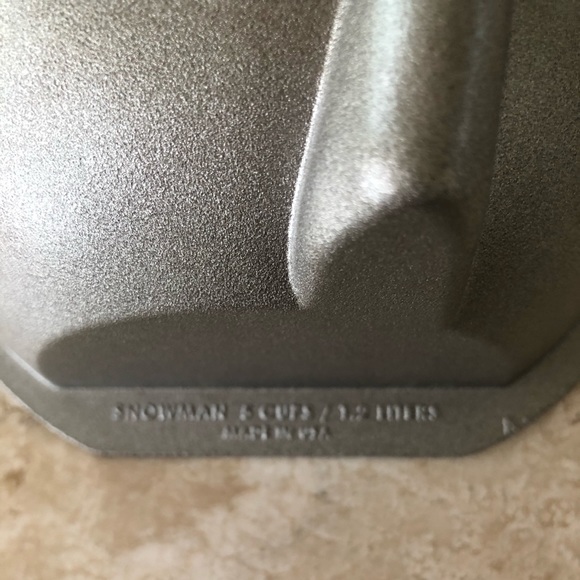 SNOWMAN 5 CUPS / 1.2 LITERS
MADE IN USA